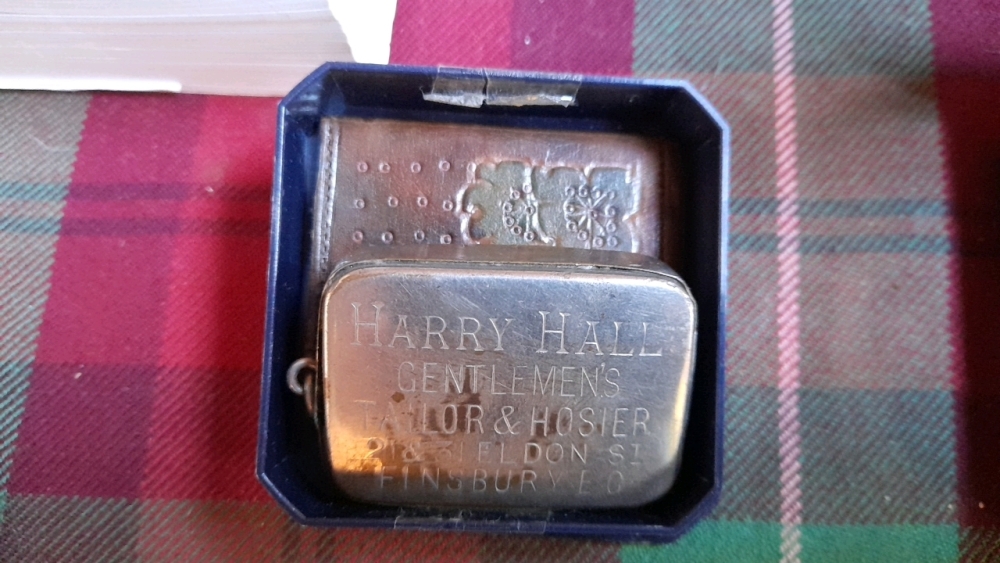 HARRY HALL
GENTLEMEN'S
TAILOR & HOSIER
21 & ELDON ST
FINSBURY E